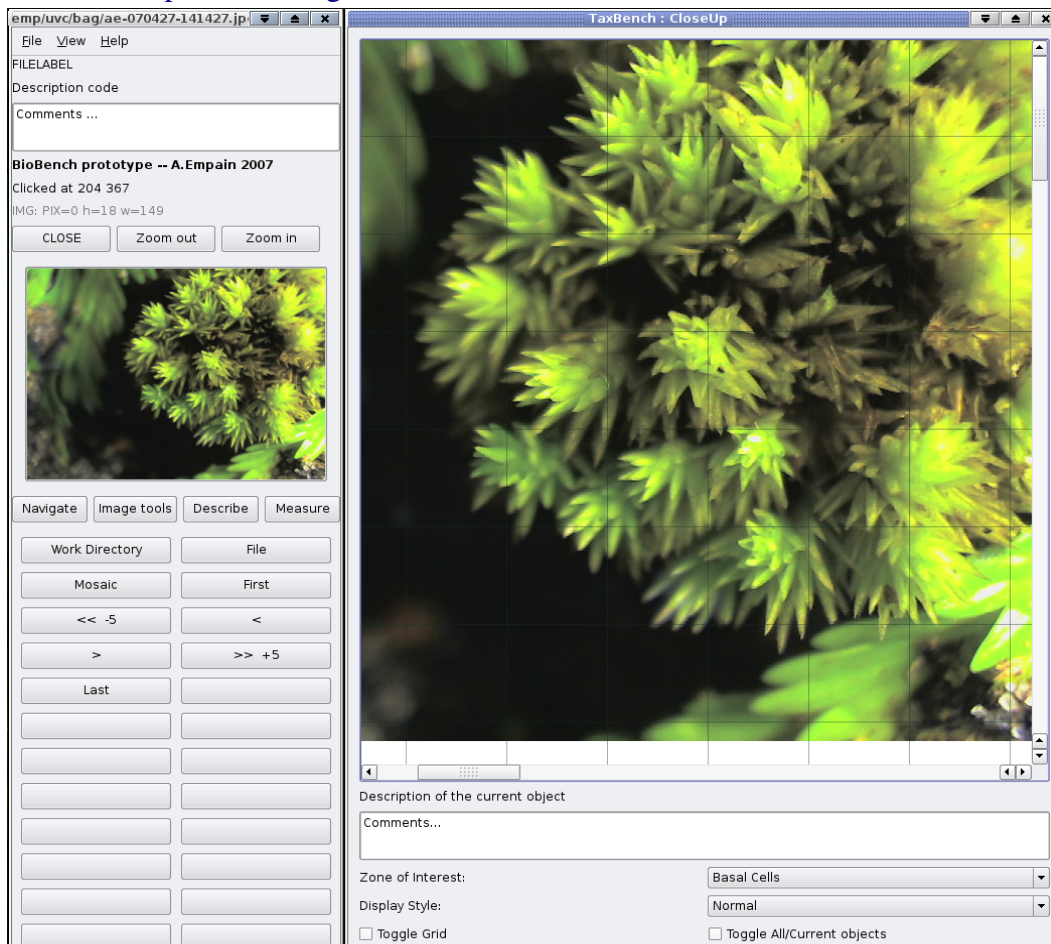 emp/uvc/bag/ae-070427-141427.jp
File View Help
FILELABEL
Description code
Comments ...
BioBench prototype -- A.Empain 2007
Clicked at 204 367
IMG: PIX=0 h=18 w=149
CLOSE Zoom out Zoom in
Navigate Image tools Describe Measure
Work Directory File
Mosaic First
<< -5 <
> >> +5
Last
TaxBench : CloseUp
Description of the current object
Comments...
Zone of Interest: Basal Cells
Display Style: Normal
Toggle Grid Toggle All/Current objects